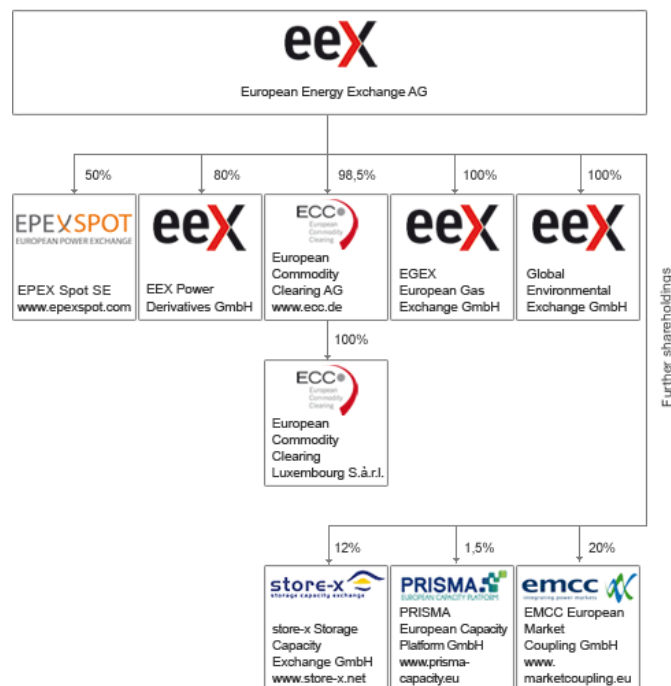 eex
European Energy Exchange AG
50%
80%
98,5%
100%
100%
EPEXSPOT
EUROPEAN POWER EXCHANGE
EPEX Spot SE
www.epexspot.com
eex
EEX Power
Derivatives GmbH
ECC
European
Commodity
Clearing
European
Commodity
Clearing AG
www.ecc.de
eex
EGEX
European Gas
Exchange GmbH
eex
Global
Environmental
Exchange GmbH
Further shareholdings
100%
ECC
European
Commodity
Clearing
European
Commodity
Clearing
Luxembourg S.à.r.l.
12%
1,5%
20%
store-x
storage capacity exchange
store-x Storage
Capacity
Exchange GmbH
www.store-x.net
PRISMA
EUROPEAN CAPACITY PLATFORM
PRISMA
European Capacity
Platform GmbH
www.prisma-
capacity.eu
emcc
integrating power markets
EMCC European
Market
Coupling GmbH
www.
marketcoupling.eu